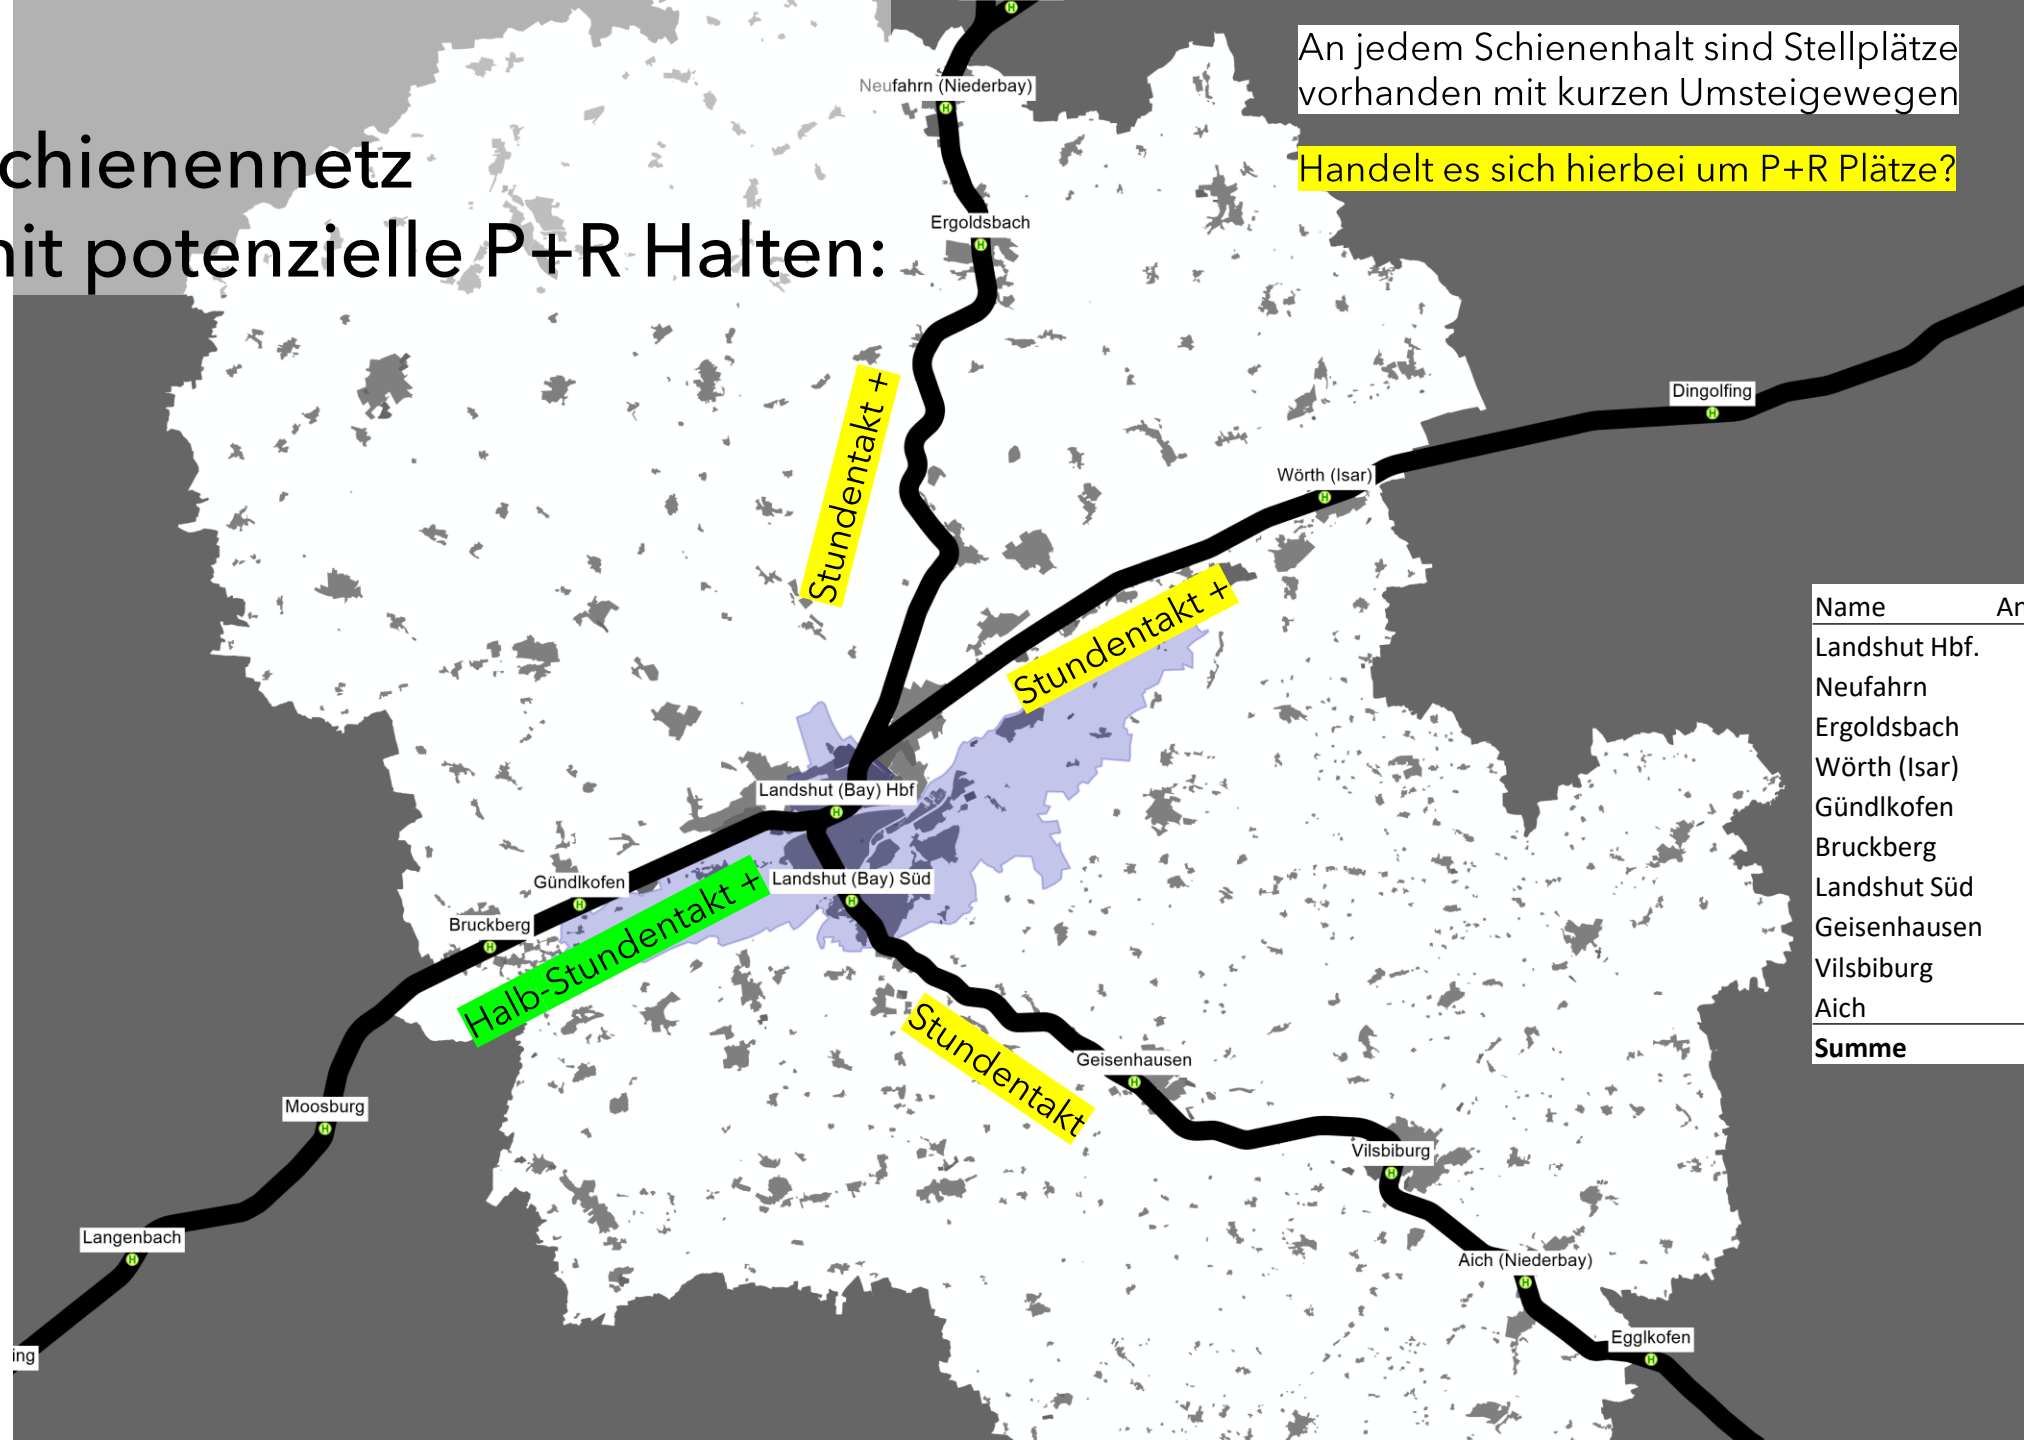 chienennetz
mit potenzielle P+R Halten:
An jedem Schienenhalt sind Stellplätze
vorhanden mit kurzen Umsteigewegen
Handelt es sich hierbei um P+R Plätze?
Neufahrn (Niederbay)
Ergoldsbach
Stundentakt +
Dingolfing
Wörth (Isar)
Stundentakt +
Landshut (Bay) Hbf
Landshut (Bay) Süd
Gündlkofen
Bruckberg
Halb-Stundentakt +
Stundentakt
Geisenhausen
Moosburg
Vilsbiburg
Langenbach
Aich (Niederbay)
Egglkofen
ing
Name An
Landshut Hbf.
Neufahrn
Ergoldsbach
Wörth (Isar)
Gündlkofen
Bruckberg
Landshut Süd
Geisenhausen
Vilsbiburg
Aich
Summe